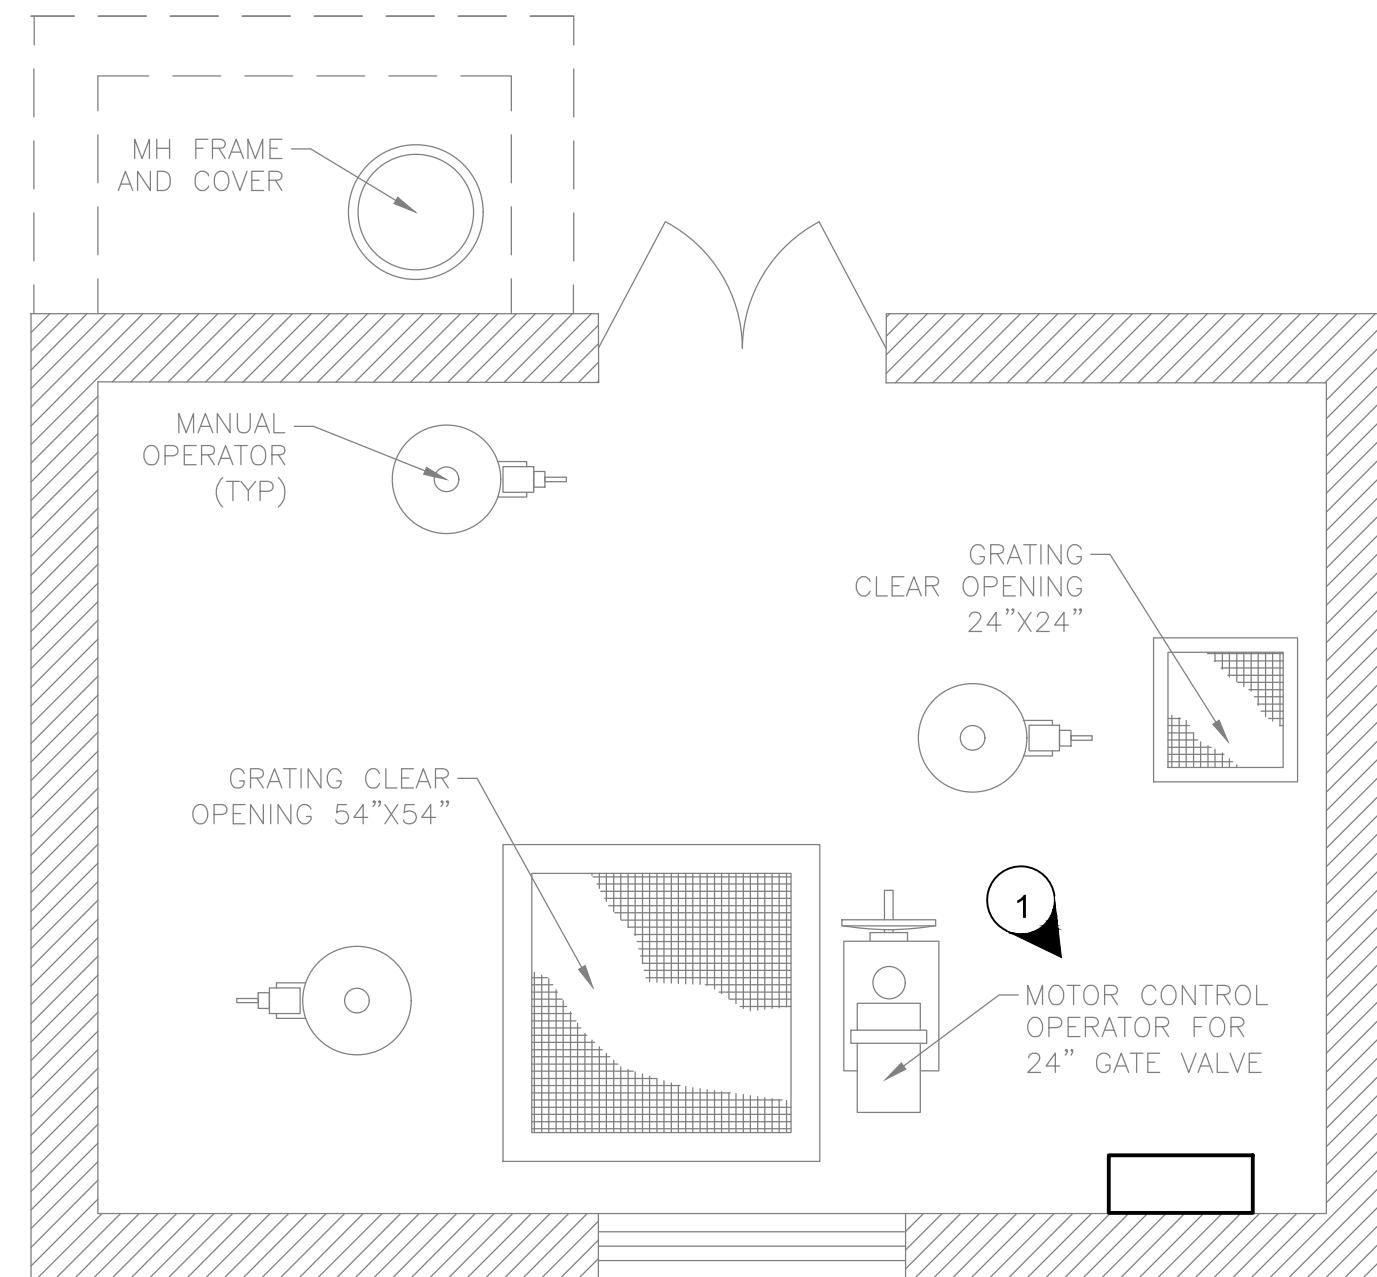 MH FRAME
AND COVER
MANUAL
OPERATOR
(TYP)
GRATING
CLEAR OPENING
24”X24”
GRATING CLEAR
OPENING 54”X54”
1
MOTOR CONTROL
OPERATOR FOR
24” GATE VALVE